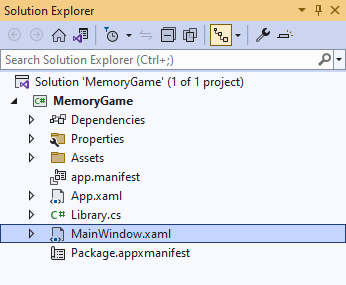 Solution Explorer
Search Solution Explorer (Ctrl+;)
Solution 'MemoryGame' (1 of 1 project)
C# MemoryGame
Dependencies
Properties
Assets
app.manifest
App.xaml
C# Library.cs
MainWindow.xaml
Package.appxmanifest